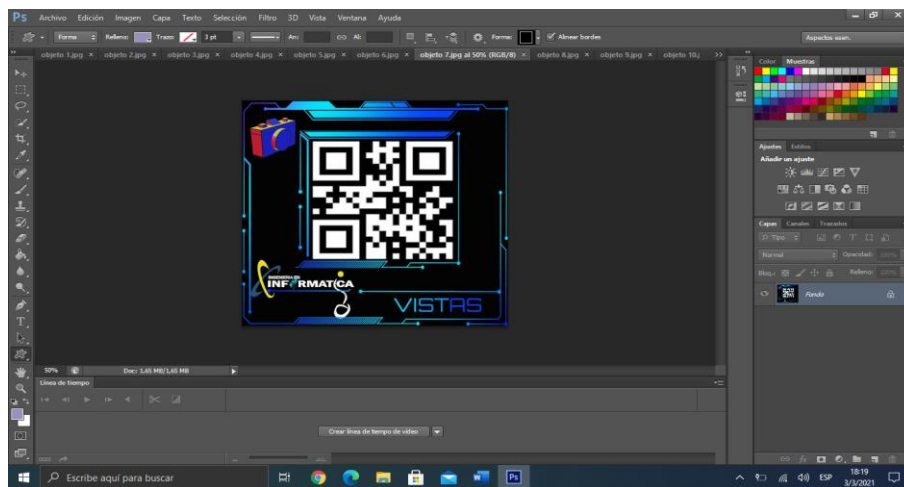 Ps Archivo Edición Imagen Capa Texto Selección Filtro 3D Vista Ventana Ayuda
Forma Relleno: Trazo: 3 pt An: Al: Forma: Alinear bordes Aspectos esen.
objeto 1.jpg × objeto 2.jpg × objeto 3.jpg × objeto 4.jpg × objeto 5.jpg × objeto 6.jpg × objeto 7.jpg al 50% (RGB/8) × objeto 8.jpg × objeto 9.jpg × objeto 10.j >>
Color Muestras
Ajustes Estilos
Añadir un ajuste
Capas Canales Trazados
Tipo
Normal Opacidad: 100%
Bloq.: Relleno: 100%
Fondo
INGENIERIA EN
INFORMATICA
VISTAS
50% Doc: 1,65 MB/1,65 MB
Línea de tiempo
Crear línea de tiempo de vídeo
Escribe aquí para buscar
Ps
ESP
18:19
3/3/2021